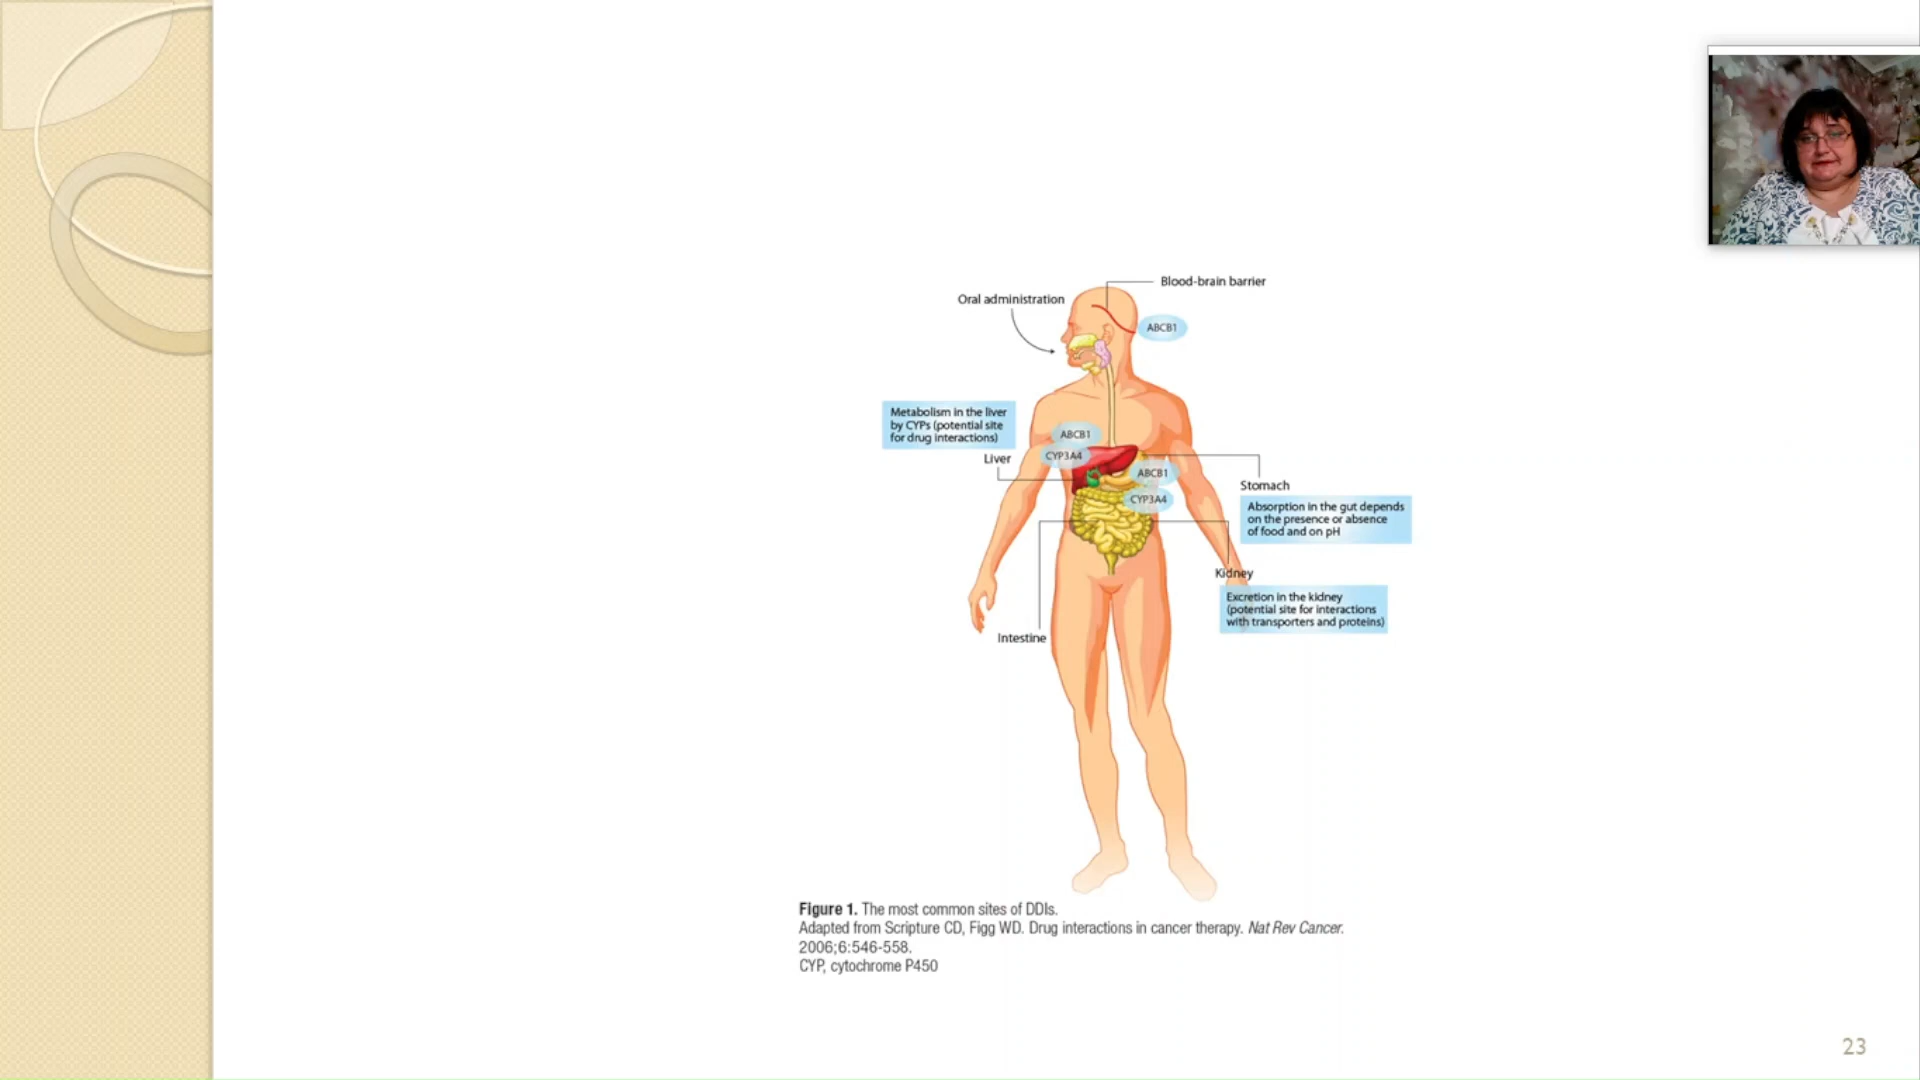 Blood-brain barrier
Oral administration
ABCB1
Metabolism in the liver
by CYPs (potential site
for drug interactions)
ABCB1
CYP3A4
Liver
ABCB1
CYP3A4
Stomach
Absorption in the gut depends
on the presence or absence
of food and on pH
Kidney
Excretion in the kidney
(potential site for interactions
with transporters and proteins)
Intestine
Figure 1. The most common sites of DDIs.
Adapted from Scripture CD, Figg WD. Drug interactions in cancer therapy. Nat Rev Cancer.
2006;6:546-558.
CYP, cytochrome P450
23